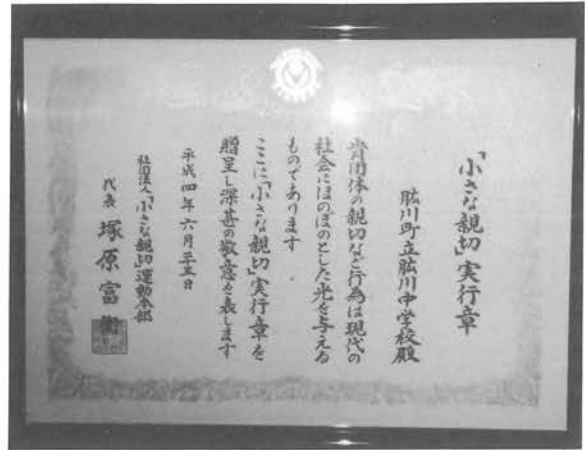 「小さな親切」実行章
肱川町立肱川中学校殿
貴団体の親切なご行為は現代の
社会にほのぼのとした光を与える
ものであります
ここに「小さな親切」実行章を
贈呈し深甚の敬意を表します
平成四年六月二十五日
社団法人「小さな親切」運動本部
代表 塚原富衛